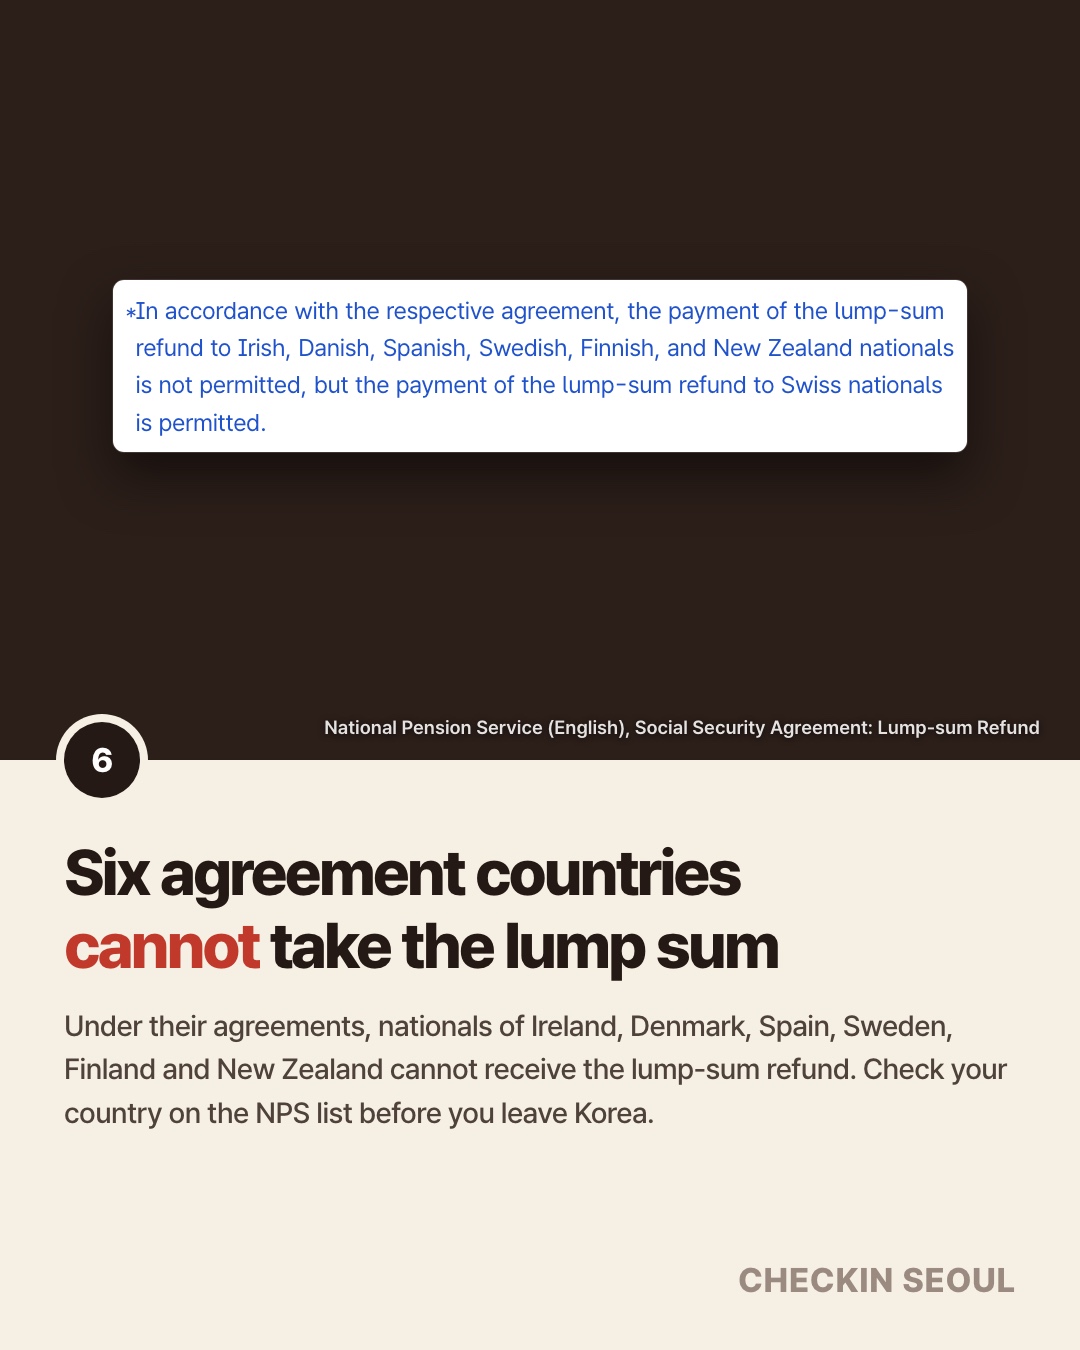 *In accordance with the respective agreement, the payment of the lump-sum
refund to Irish, Danish, Spanish, Swedish, Finnish, and New Zealand nationals
is not permitted, but the payment of the lump-sum refund to Swiss nationals
is permitted.
National Pension Service (English), Social Security Agreement: Lump-sum Refund
6
Six agreement countries
cannot take the lump sum
Under their agreements, nationals of Ireland, Denmark, Spain, Sweden,
Finland and New Zealand cannot receive the lump-sum refund. Check your
country on the NPS list before you leave Korea.
CHECKIN SEOUL